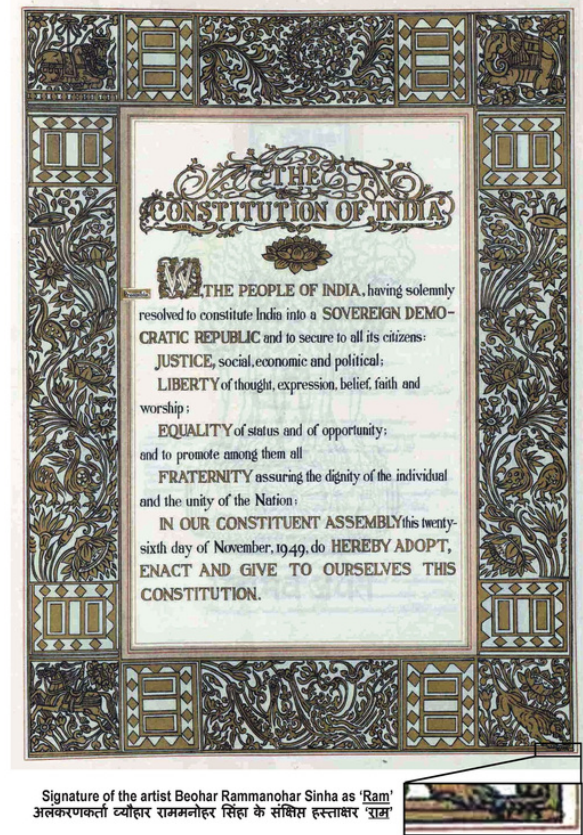 THE
CONSTITUTION OF INDIA
WE, THE PEOPLE OF INDIA, having solemnly
resolved to constitute India into a SOVEREIGN DEMO-
CRATIC REPUBLIC and to secure to all its citizens:
JUSTICE, social, economic and political;
LIBERTY of thought, expression, belief, faith and
worship;
EQUALITY of status and of opportunity;
and to promote among them all
FRATERNITY assuring the dignity of the individual
and the unity of the Nation;
IN OUR CONSTITUENT ASSEMBLY this twenty-
sixth day of November, 1949, do HEREBY ADOPT,
ENACT AND GIVE TO OURSELVES THIS
CONSTITUTION.
Signature of the artist Beohar Rammanohar Sinha as ‘Ram’
अलंकरणकर्ता ब्यौहार राममनोहर सिंहा के संक्षिप्त हस्ताक्षर ‘राम’